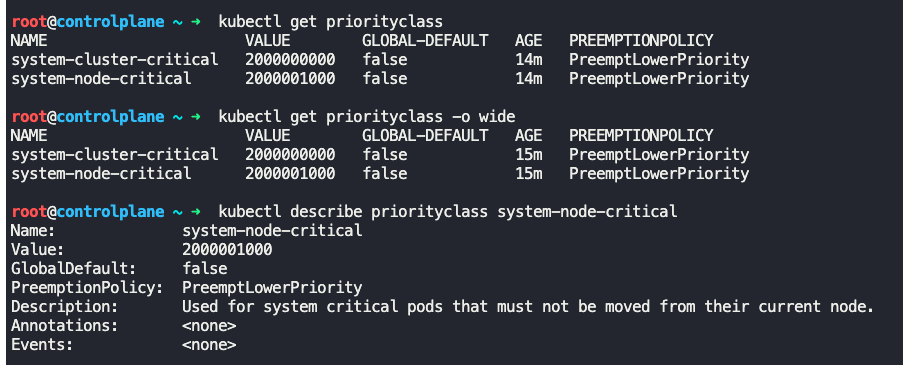 root@controlplane ~ ➜  kubectl get priorityclass
NAME                      VALUE        GLOBAL-DEFAULT   AGE   PREEMPTIONPOLICY
system-cluster-critical   2000000000   false            14m   PreemptLowerPriority
system-node-critical      2000001000   false            14m   PreemptLowerPriority
root@controlplane ~ ➜  kubectl get priorityclass -o wide
NAME                      VALUE        GLOBAL-DEFAULT   AGE   PREEMPTIONPOLICY
system-cluster-critical   2000000000   false            15m   PreemptLowerPriority
system-node-critical      2000001000   false            15m   PreemptLowerPriority
root@controlplane ~ ➜  kubectl describe priorityclass system-node-critical
Name:              system-node-critical
Value:             2000001000
GlobalDefault:     false
PreemptionPolicy:  PreemptLowerPriority
Description:       Used for system critical pods that must not be moved from their current node.
Annotations:       <none>
Events:            <none>